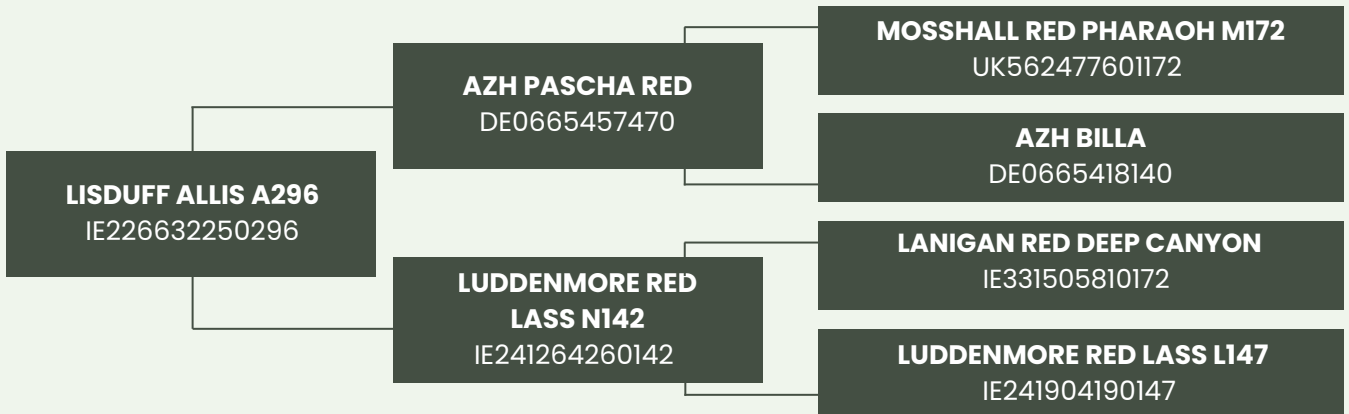 LISDUFF ALLIS A296
IE226632250296
AZH PASCHA RED
DE0665457470
LUDDENMORE RED
LASS N142
IE241264260142
MOSSHALL RED PHARAOH M172
UK562477601172
AZH BILLA
DE0665418140
LANIGAN RED DEEP CANYON
IE331505810172
LUDDENMORE RED LASS L147
IE241904190147